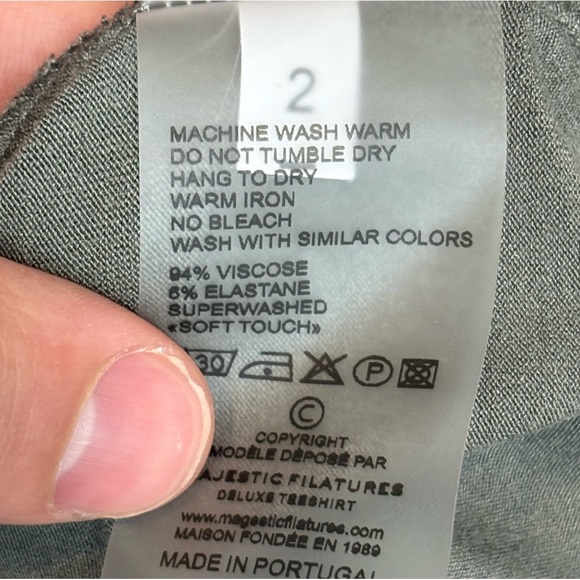 2
MACHINE WASH WARM
DO NOT TUMBLE DRY
HANG TO DRY
WARM IRON
NO BLEACH
WASH WITH SIMILAR COLORS
94% VISCOSE
6% ELASTANE
SUPERWASHED
«SOFT TOUCH»
30 P
©
COPYRIGHT
MODÈLE DÉPOSÉ PAR
AJESTIC FILATURES
DELUXE TEESHIRT
www.magesticfilatures.com
MAISON FONDÉE EN 1989
MADE IN PORTUGAL